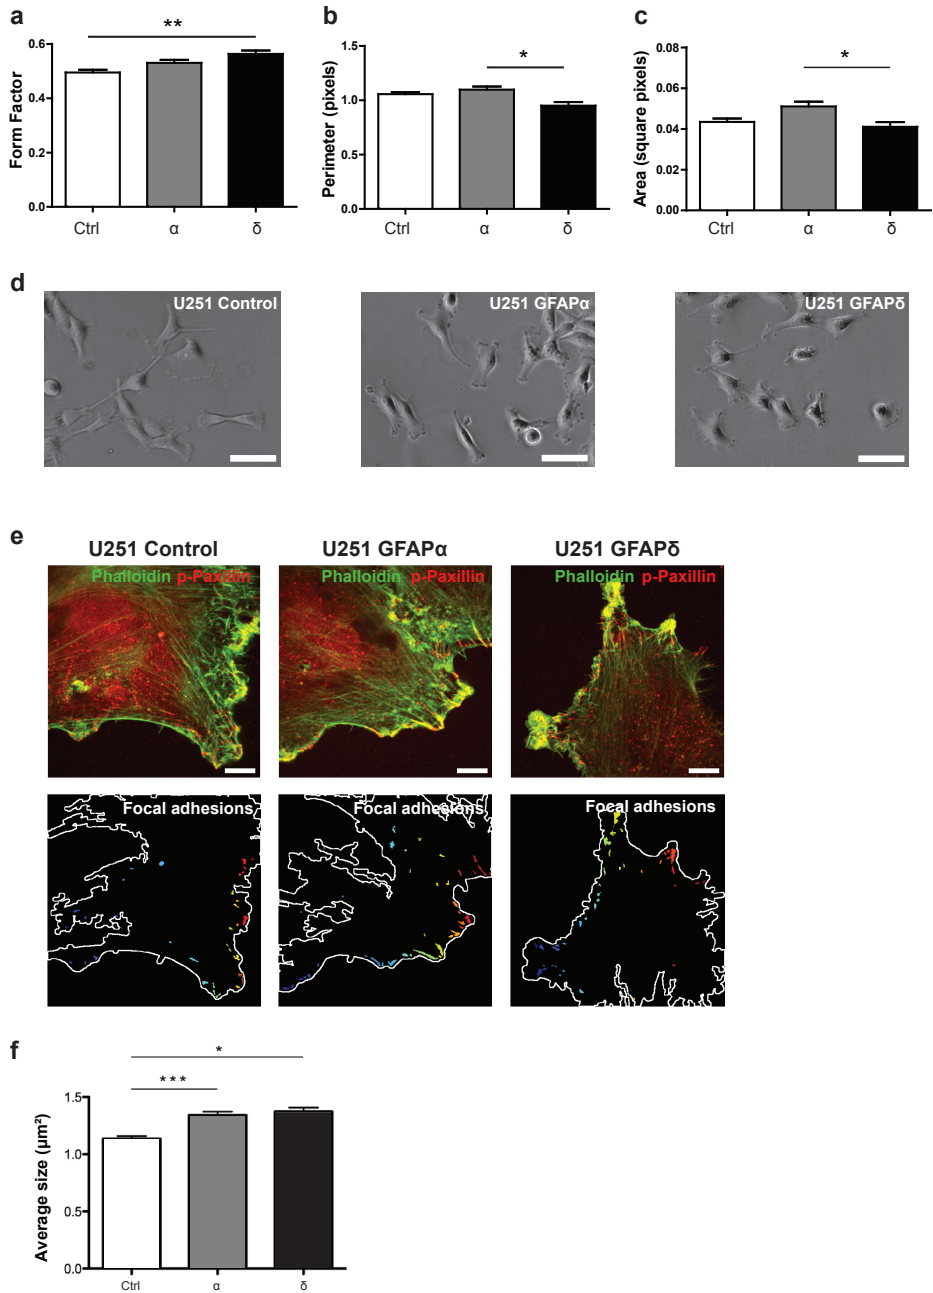 a
**
0.6
0.4
0.2
0.0
Form Factor
Ctrl α δ
b
*
1.5
1.0
0.5
0.0
Perimeter (pixels)
Ctrl α δ
c
*
0.08
0.06
0.04
0.02
0.00
Area (square pixels)
Ctrl α δ
d
U251 Control
U251 GFAPα
U251 GFAPδ
e
U251 Control
U251 GFAPα
U251 GFAPδ
Phalloidin p-Paxillin
Phalloidin p-Paxillin
Phalloidin p-Paxillin
Focal adhesions
Focal adhesions
Focal adhesions
f
*
***
1.5
1.0
0.5
0.0
Average size (µm²)
Ctrl α δ